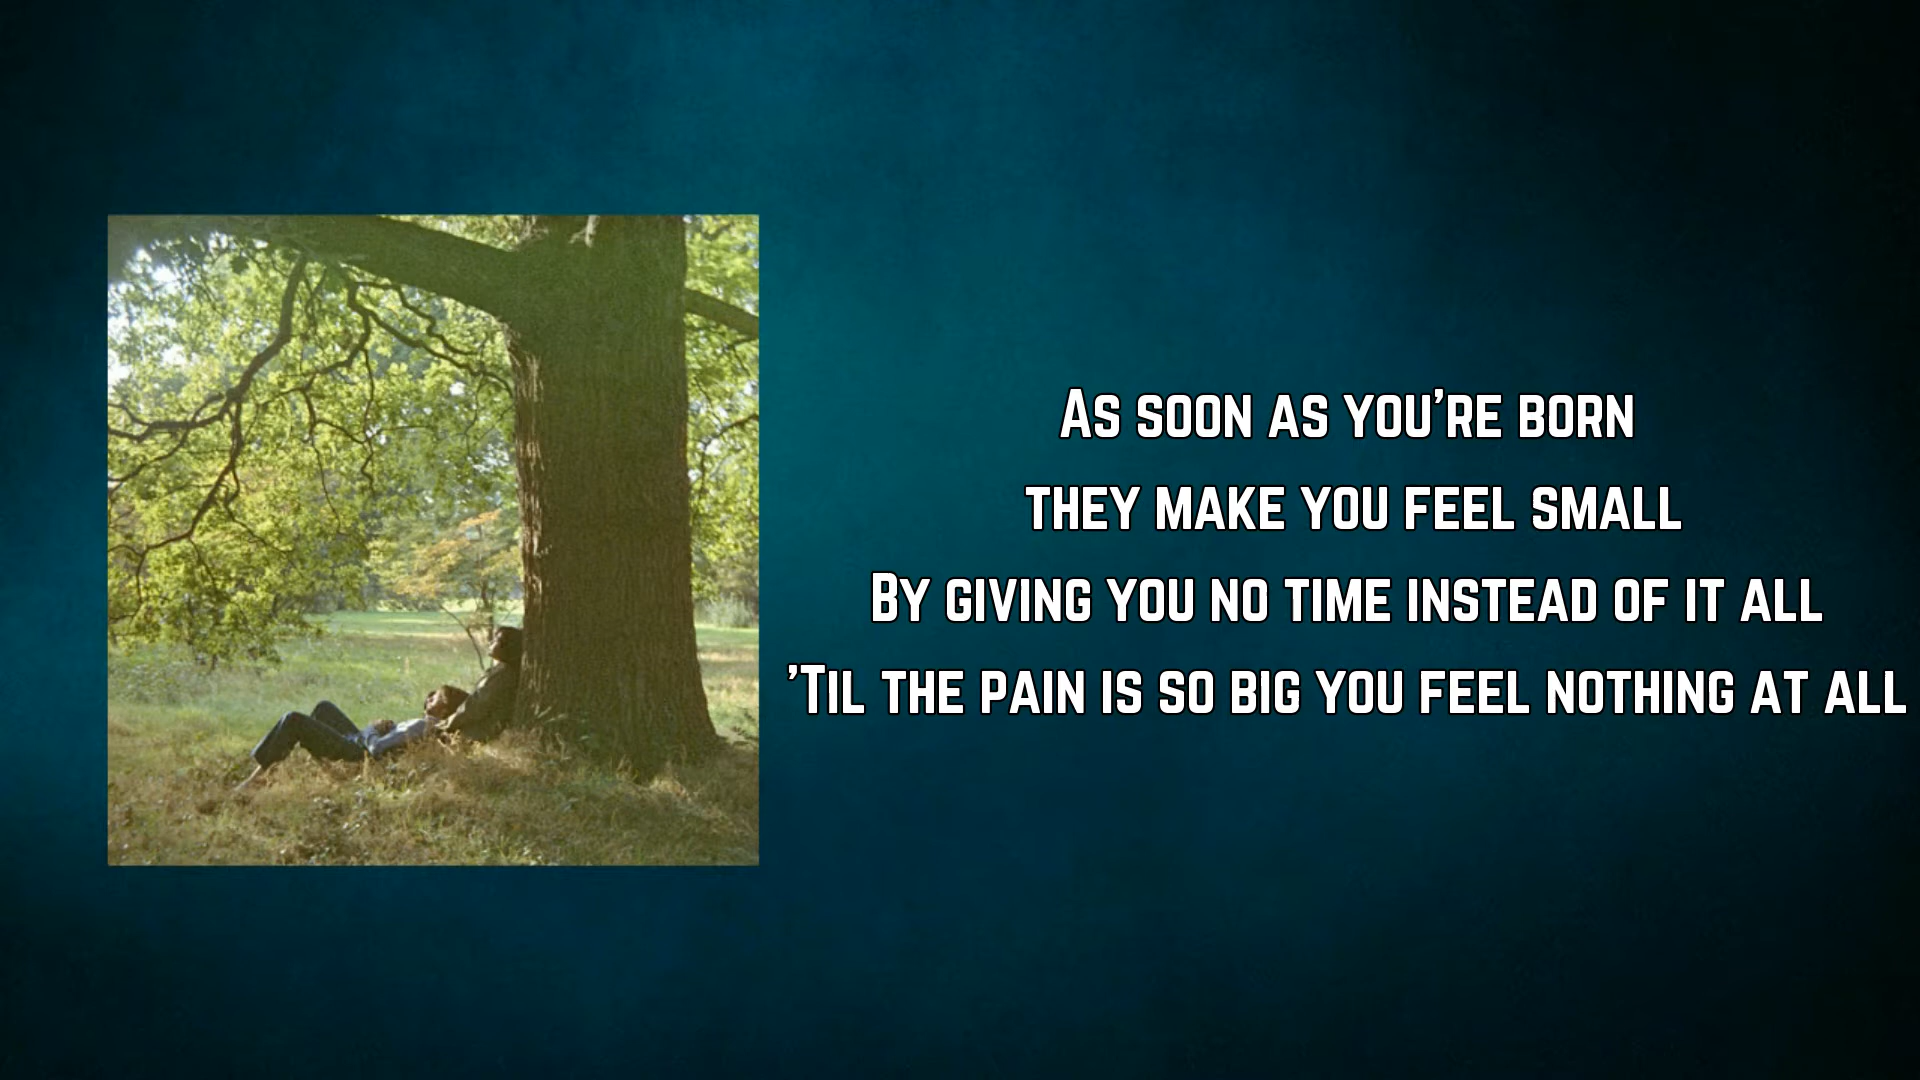 As soon as you're born
they make you feel small
By giving you no time instead of it all
'Til the pain is so big you feel nothing at all